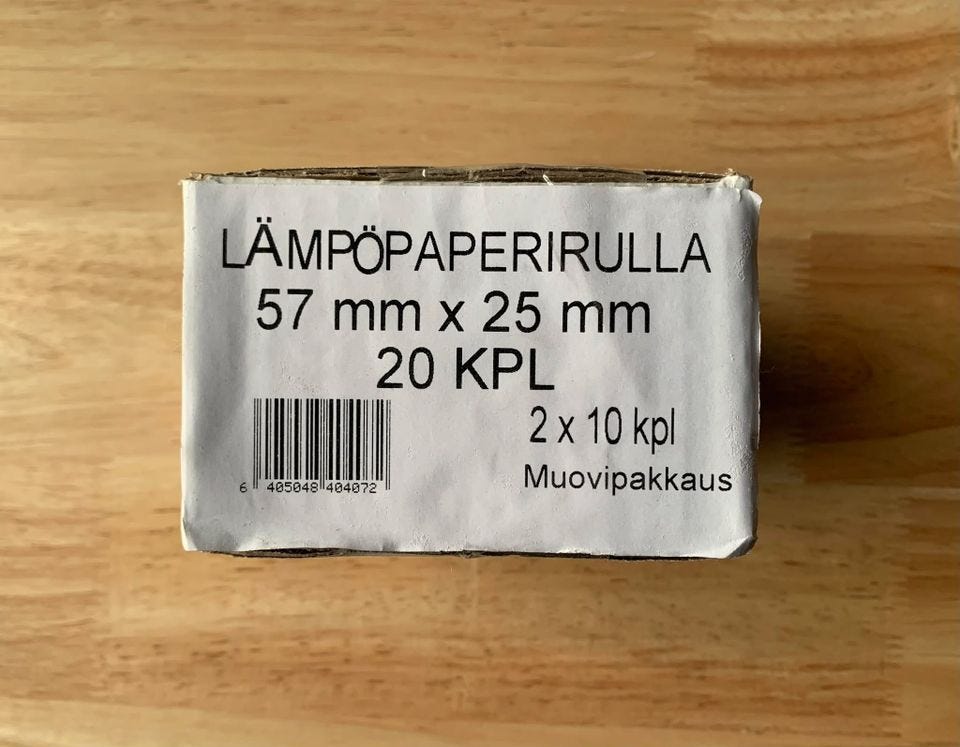 LÄMPÖPAPERIRULLA
57 mm x 25 mm
20 KPL
2 x 10 kpl
Muovipakkaus
6 405048 404072